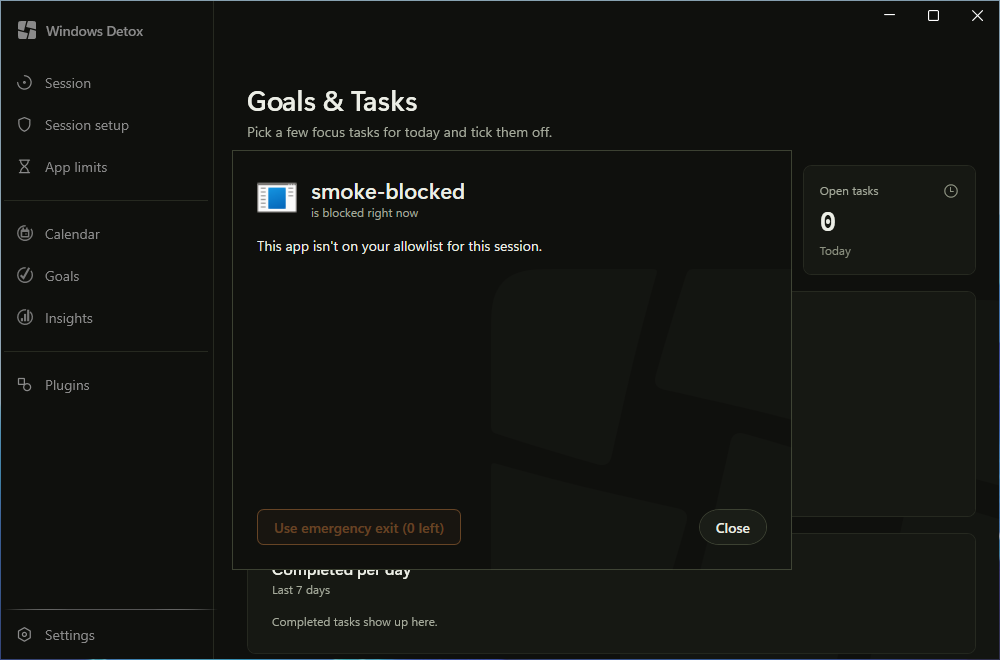 Windows Detox
Session
Session setup
App limits
Calendar
Goals
Insights
Plugins
Settings
Goals & Tasks
Pick a few focus tasks for today and tick them off.
smoke-blocked
is blocked right now
This app isn't on your allowlist for this session.
Use emergency exit (0 left)
Close
Open tasks
0
Today
Completed per day
Last 7 days
Completed tasks show up here.